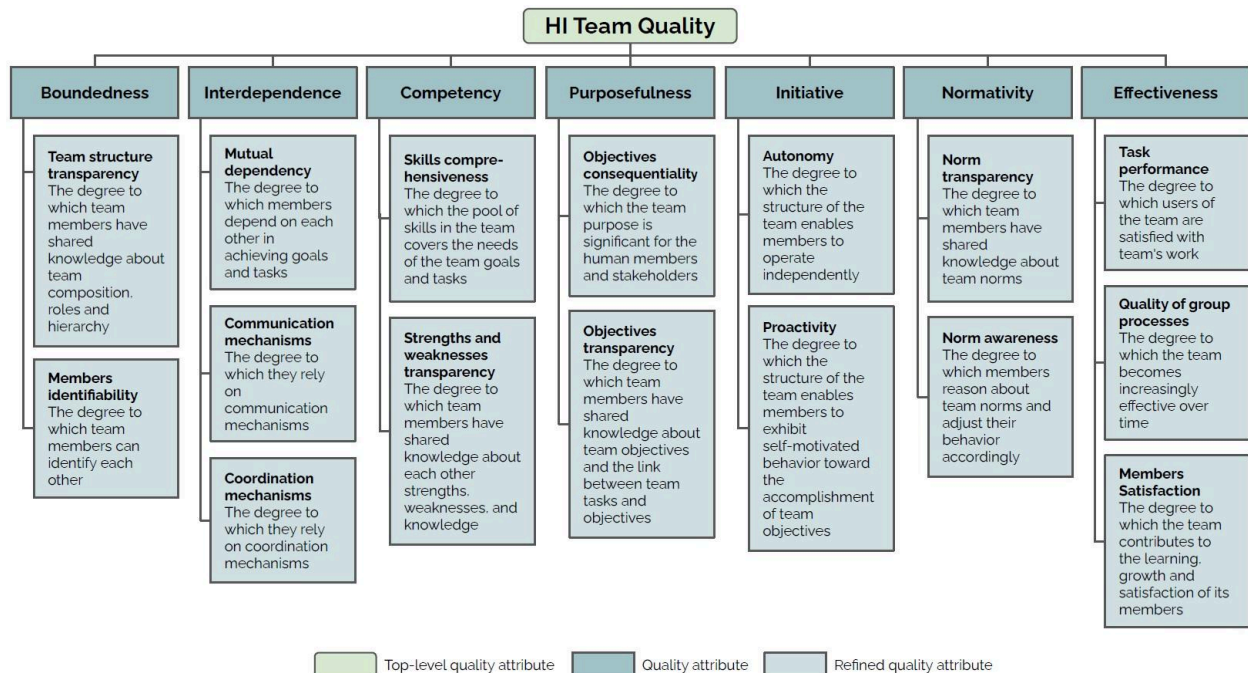 HI Team Quality
Boundedness
Team structure
transparency
The degree to
which team
members have
shared
knowledge about
team
composition,
roles and
hierarchy
Members
identifiability
The degree to
which team
members can
identify each
other
Interdependence
Mutual
dependency
The degree to
which members
depend on each
other in
achieving goals
and tasks
Communication
mechanisms
The degree to
which they rely
on
communication
mechanisms
Coordination
mechanisms
The degree to
which they rely
on coordination
mechanisms
Competency
Skills compre-
hensiveness
The degree to
which the pool of
skills in the team
covers the needs
of the team goals
and tasks
Strengths and
weaknesses
transparency
The degree to
which team
members have
shared
knowledge about
each other
strengths,
weaknesses, and
knowledge
Purposefulness
Objectives
consequentiality
The degree to
which the team
purpose is
significant for the
human members
and stakeholders
Objectives
transparency
The degree to
which team
members have
shared
knowledge about
team objectives
and the link
between team
tasks and
objectives
Initiative
Autonomy
The degree to
which the
structure of the
team enables
members to
operate
independently
Proactivity
The degree to
which the
structure of the
team enables
members to
exhibit
self-motivated
behavior toward
the
accomplishment
of team
objectives
Normativity
Norm
transparency
The degree to
which team
members have
shared
knowledge about
team norms
Norm awareness
The degree to
which members
reason about
team norms and
adjust their
behavior
accordingly
Effectiveness
Task
performance
The degree to
which users of
the team are
satisfied with
team's work
Quality of group
processes
The degree to
which the team
becomes
increasingly
effective over
time
Members
Satisfaction
The degree to
which the team
contributes to
the learning,
growth and
satisfaction of its
members
Top-level quality attribute
Quality attribute
Refined quality attribute